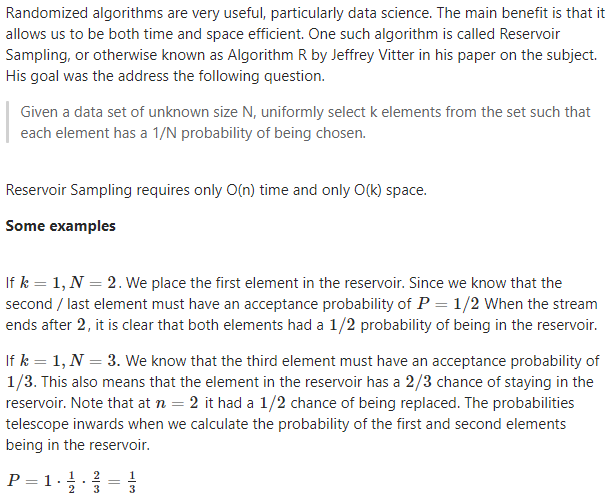 Randomized algorithms are very useful, particularly data science. The main benefit is that it
allows us to be both time and space efficient. One such algorithm is called Reservoir
Sampling, or otherwise known as Algorithm R by Jeffrey Vitter in his paper on the subject.
His goal was the address the following question.
Given a data set of unknown size N, uniformly select k elements from the set such that
each element has a 1/N probability of being chosen.
Reservoir Sampling requires only O(n) time and only O(k) space.
Some examples
If k = 1, N = 2. We place the first element in the reservoir. Since we know that the
second / last element must have an acceptance probability of P = 1/2 When the stream
ends after 2, it is clear that both elements had a 1/2 probability of being in the reservoir.
If k = 1, N = 3. We know that the third element must have an acceptance probability of
1/3. This also means that the element in the reservoir has a 2/3 chance of staying in the
reservoir. Note that at n = 2 it had a 1/2 chance of being replaced. The probabilities
telescope inwards when we calculate the probability of the first and second elements
being in the reservoir.
P = 1 · 1/2 · 2/3 = 1/3